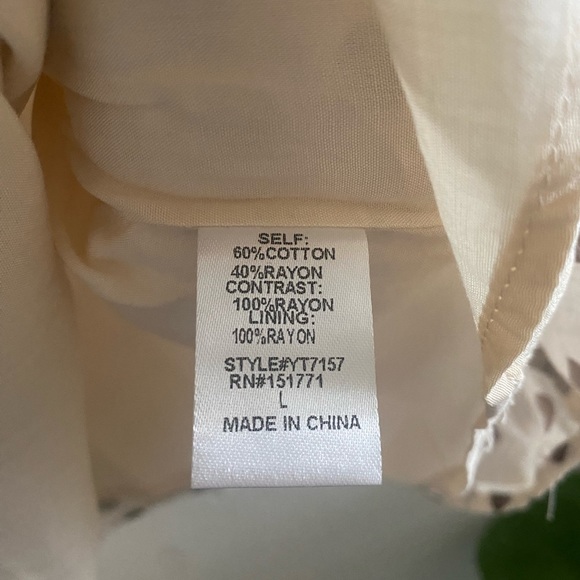 SELF:
60%COTTON
40%RAYON
CONTRAST:
100%RAYON
LINING:
100%RAYON
STYLE#YT7157
RN#151771
L
MADE IN CHINA